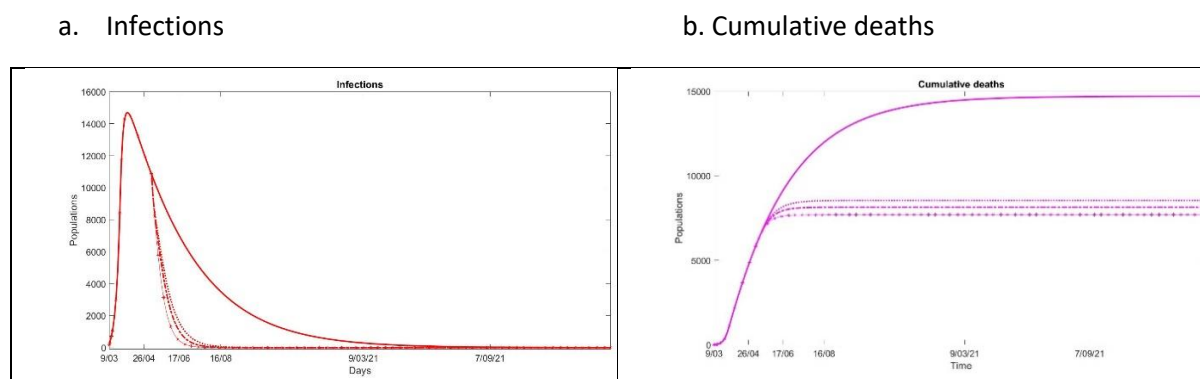 a. Infections
b. Cumulative deaths
Infections
16000
14000
12000
10000
8000
6000
4000
2000
0
Populations
9/03 26/04 17/06 16/08 9/03/21 7/09/21
Days
Cumulative deaths
15000
10000
5000
0
Populations
9/03 26/04 17/06 16/08 9/03/21 7/09/21
Time